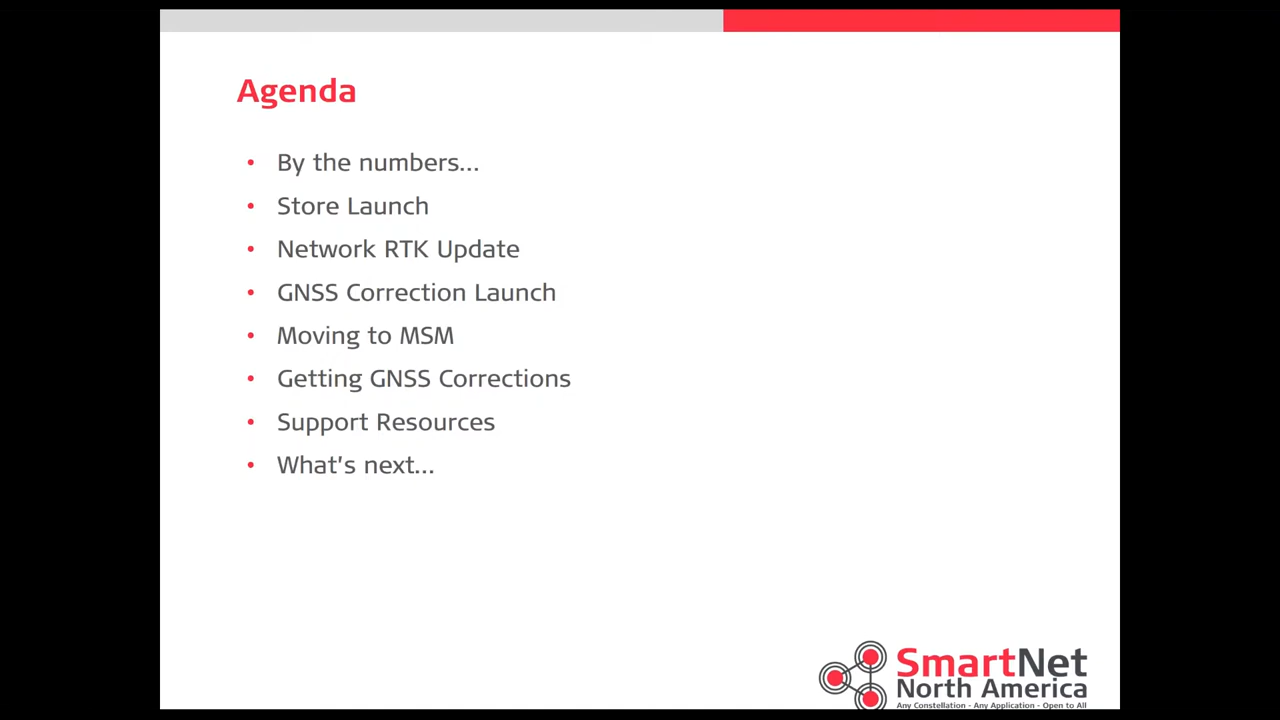 Agenda
• By the numbers...
• Store Launch
• Network RTK Update
• GNSS Correction Launch
• Moving to MSM
• Getting GNSS Corrections
• Support Resources
• What's next...
SmartNet
North America
Any Constellation - Any Application - Open to All